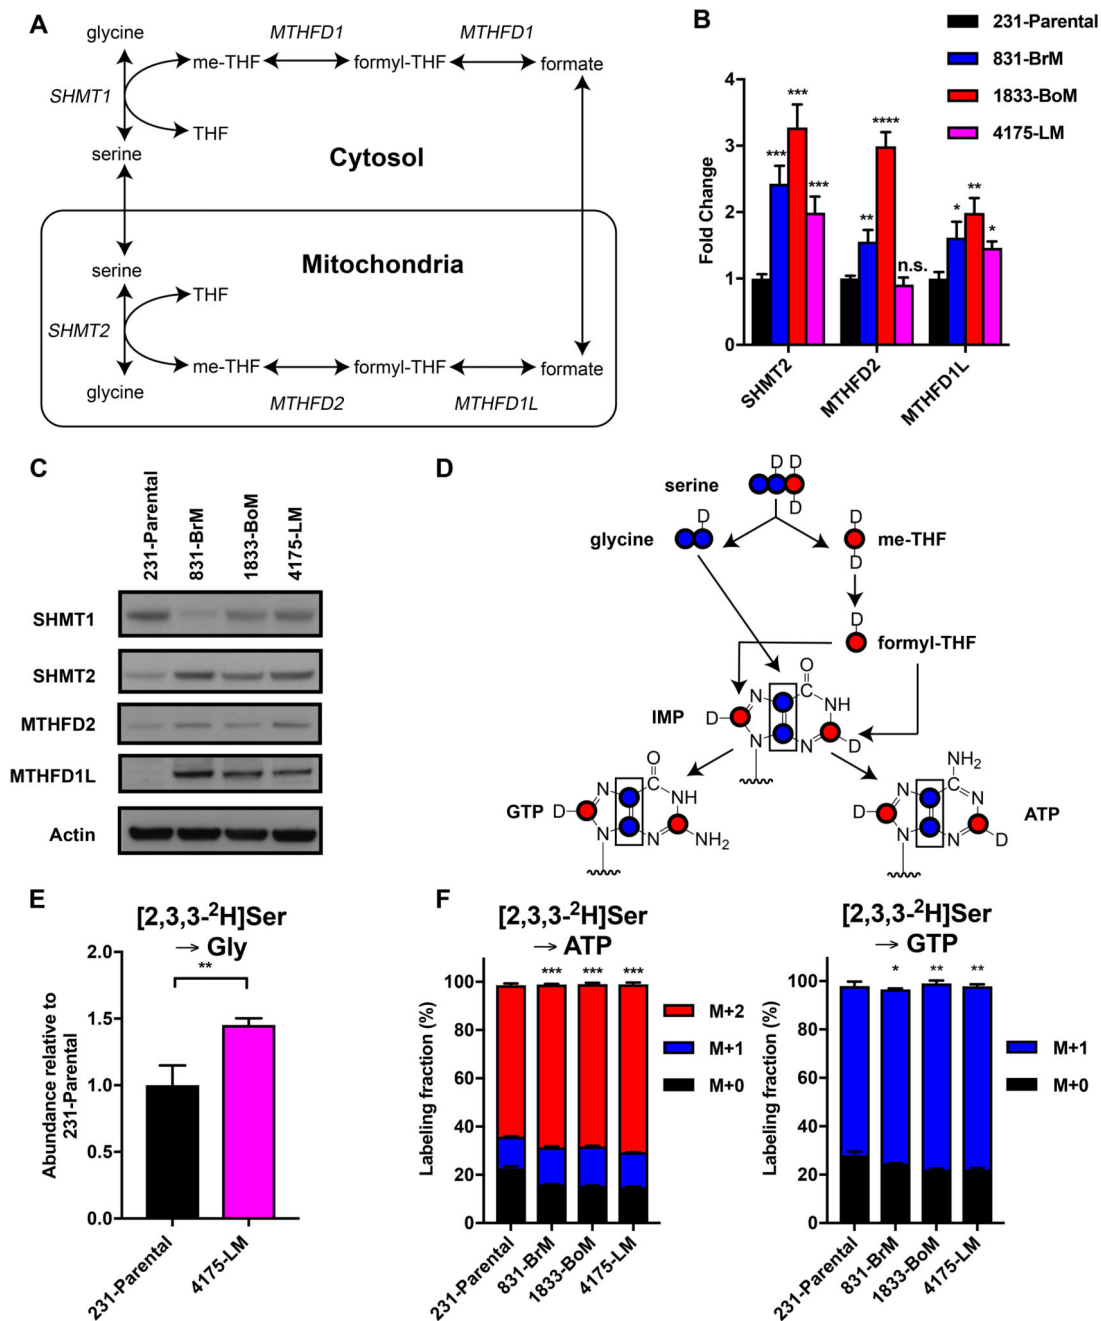 A
glycine
MTHFD1
MTHFD1
me-THF
formyl-THF
formate
SHMT1
THF
serine
Cytosol
Mitochondria
serine
THF
SHMT2
me-THF
formyl-THF
formate
glycine
MTHFD2
MTHFD1L
B
231-Parental
831-BrM
1833-BoM
4175-LM
Fold Change
4
3
2
1
0
***
***
***
**
****
n.s.
*
**
*
SHMT2
MTHFD2
MTHFD1L
C
231-Parental
831-BrM
1833-BoM
4175-LM
SHMT1
SHMT2
MTHFD2
MTHFD1L
Actin
D
D D
serine
D
D
glycine
D
me-THF
D
D
formyl-THF
O
N
C
NH
IMP
D
N
N
D
O
N
C
NH
GTP
D
N
N
NH2
NH2
N
C
N
ATP
D
N
N
D
E
[2,3,3-2H]Ser
→ Gly
Abundance relative to
231-Parental
2.0
1.5
1.0
0.5
0.0
**
231-Parental
4175-LM
F
[2,3,3-2H]Ser
→ ATP
Labeling fraction (%)
100
80
60
40
20
0
*** *** ***
M+2
M+1
M+0
231-Parental
831-BrM
1833-BoM
4175-LM
[2,3,3-2H]Ser
→ GTP
Labeling fraction (%)
100
80
60
40
20
0
* ** **
M+1
M+0
231-Parental
831-BrM
1833-BoM
4175-LM